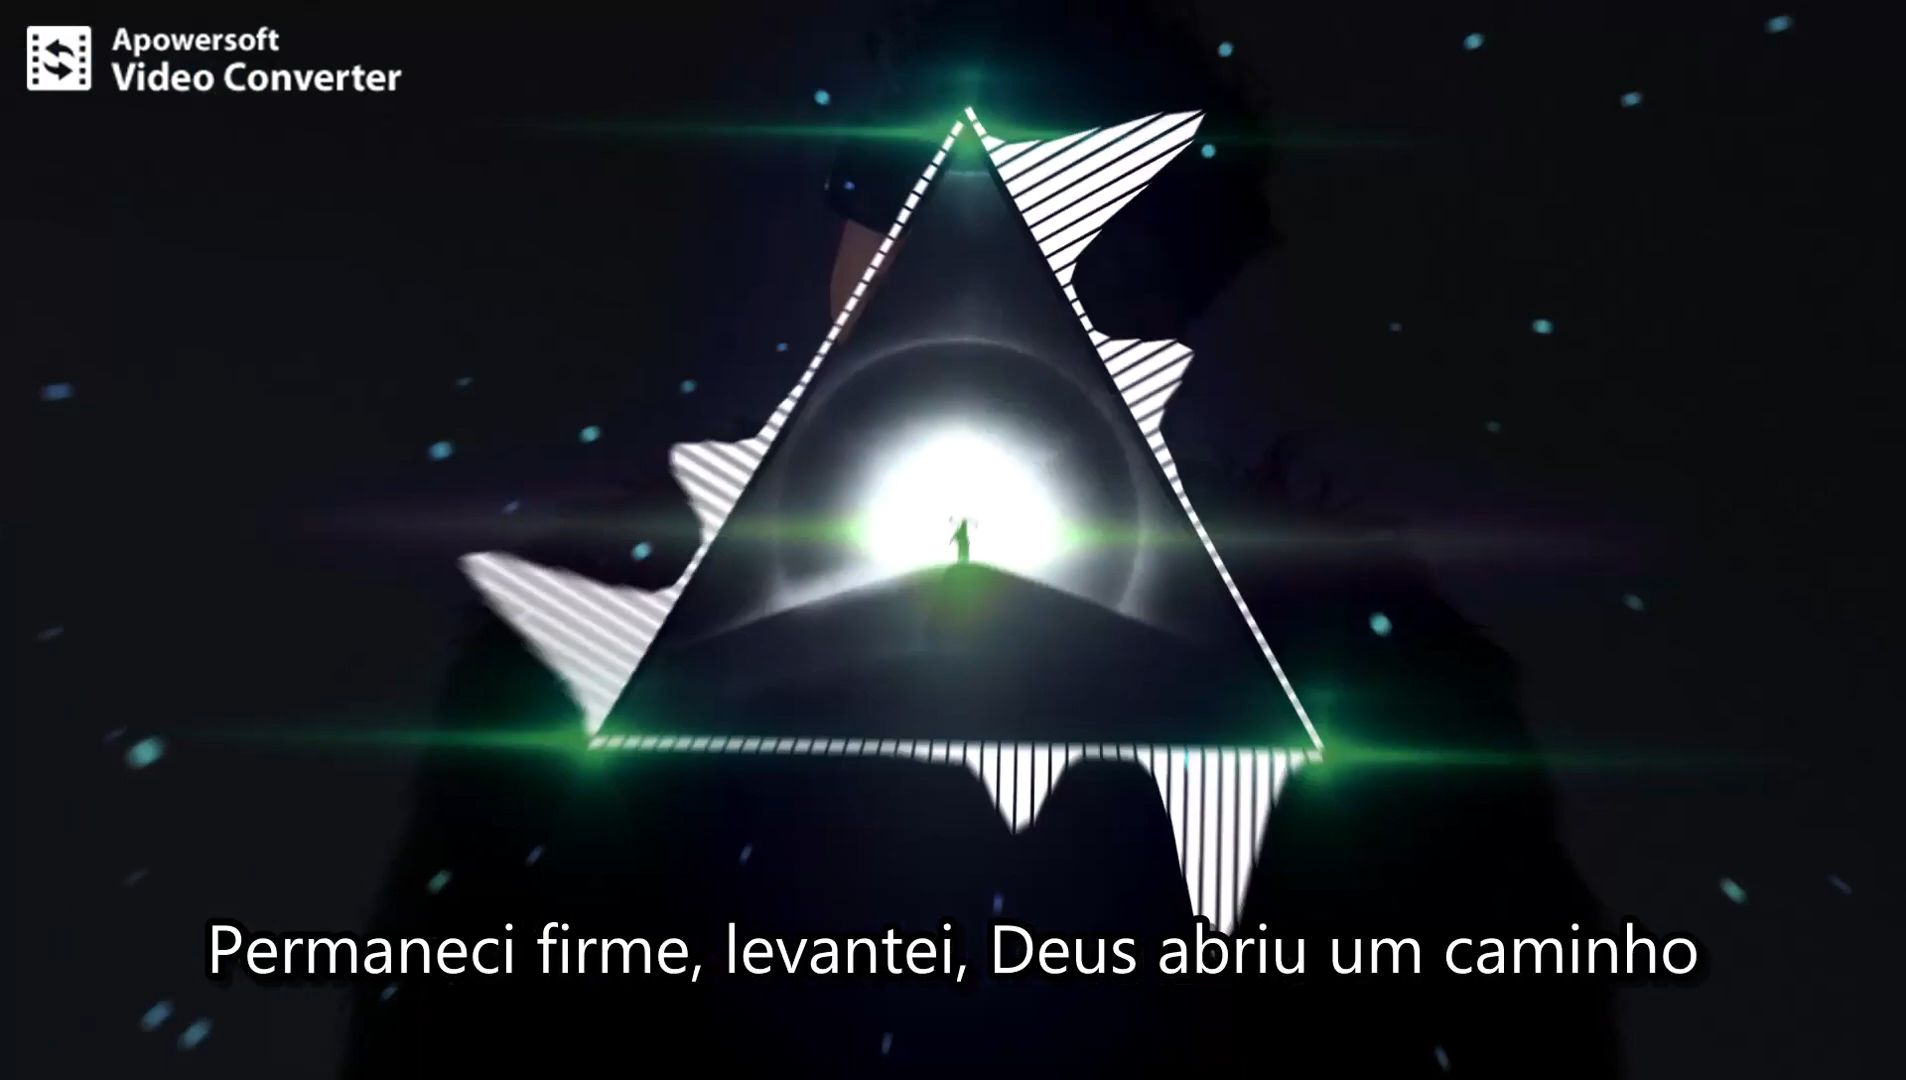 Apowersoft
Video Converter
Permaneci firme, levantei, Deus abriu um caminho